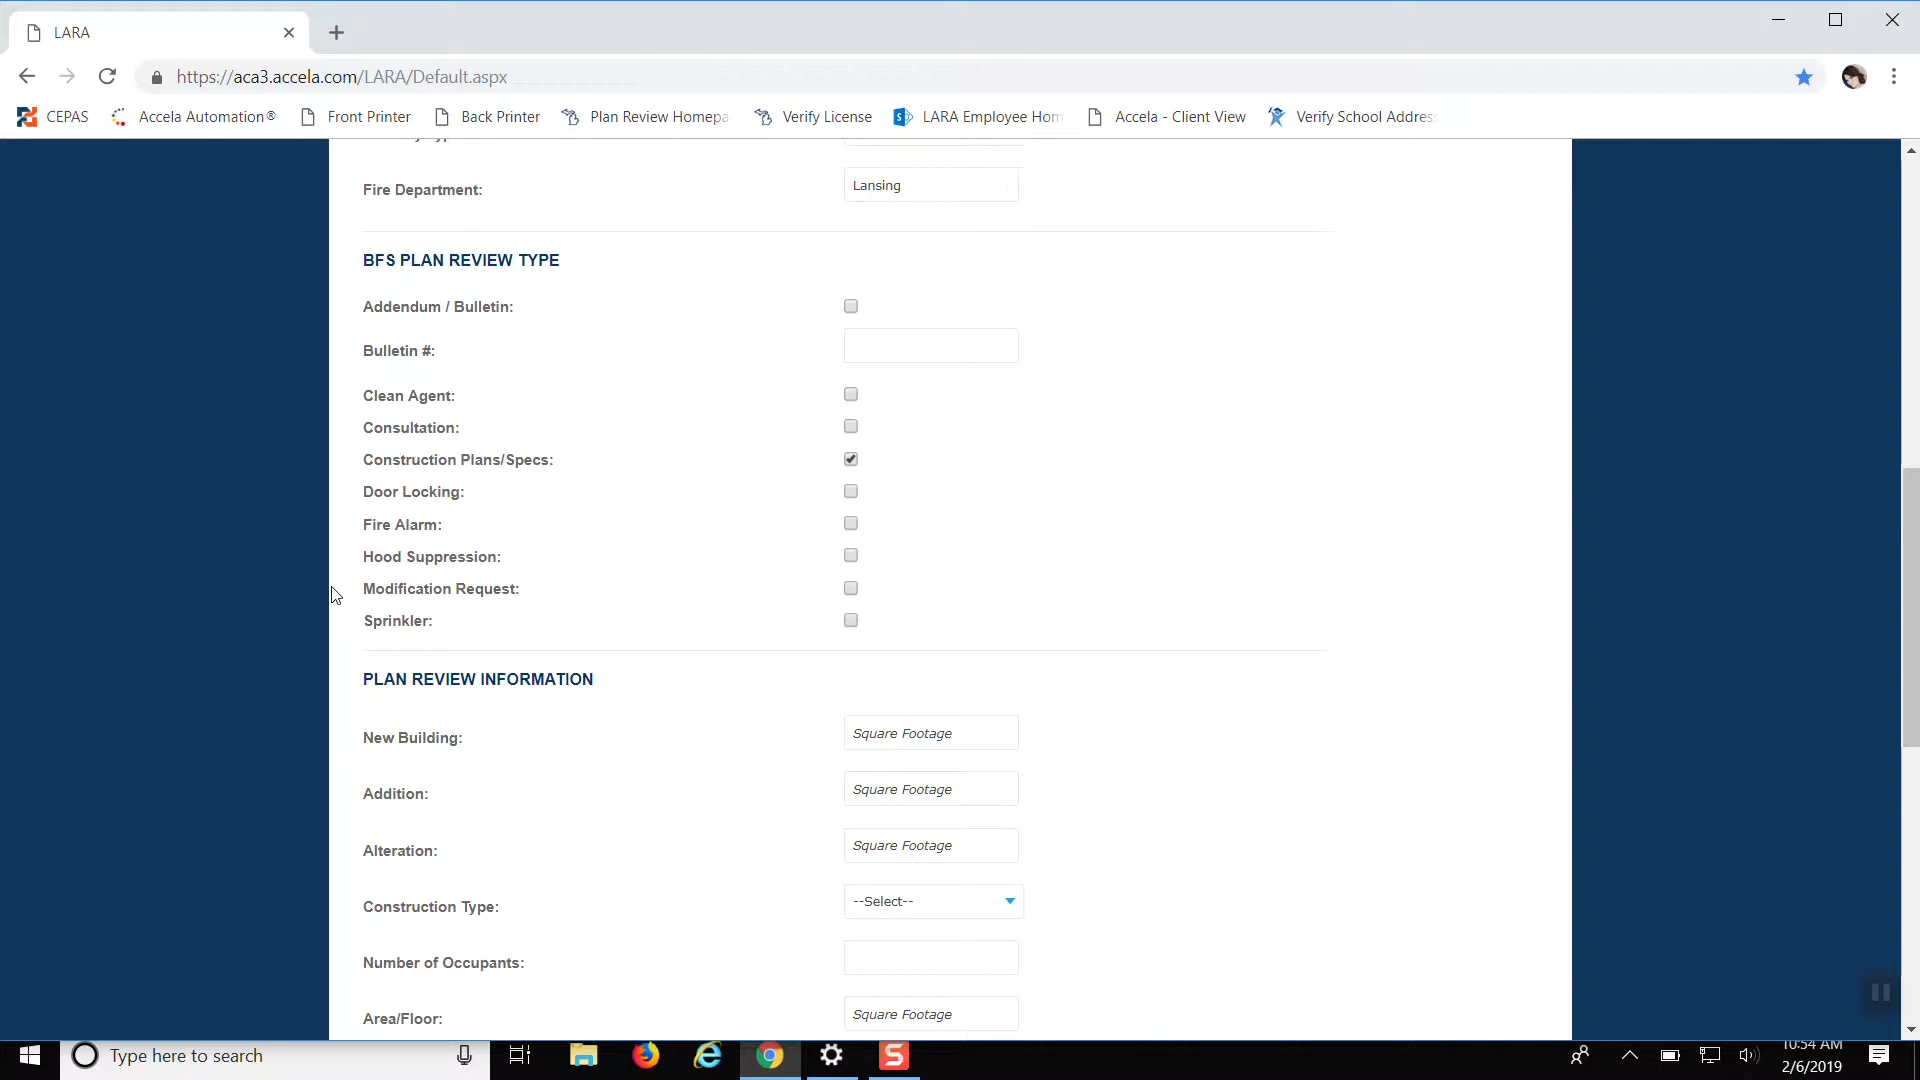 LARA
https://aca3.accela.com/LARA/Default.aspx
CEPAS
Accela Automation®
Front Printer
Back Printer
Plan Review Homepa
Verify License
LARA Employee Hom
Accela - Client View
Verify School Addres
Fire Department:
Lansing
BFS PLAN REVIEW TYPE
Addendum / Bulletin:
Bulletin #:
Clean Agent:
Consultation:
Construction Plans/Specs:
Door Locking:
Fire Alarm:
Hood Suppression:
Modification Request:
Sprinkler:
PLAN REVIEW INFORMATION
New Building:
Square Footage
Addition:
Square Footage
Alteration:
Square Footage
Construction Type:
--Select--
Number of Occupants:
Area/Floor:
Square Footage
Type here to search
10:54 AM
2/6/2019